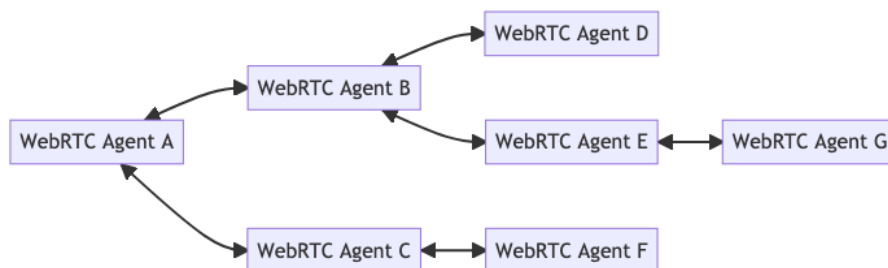 WebRTC Agent D
WebRTC Agent B
WebRTC Agent A
WebRTC Agent E
WebRTC Agent G
WebRTC Agent C
WebRTC Agent F